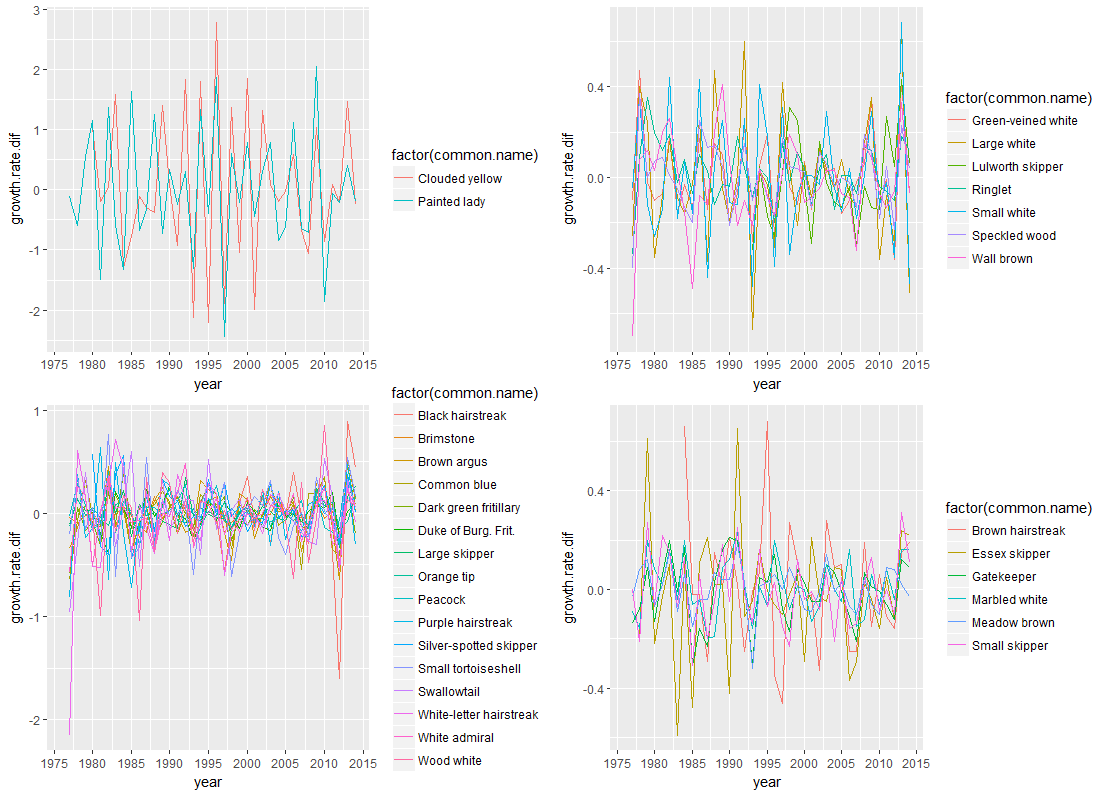 growth.rate.dif
3
2
1
0
-1
-2
1975 1980 1985 1990 1995 2000 2005 2010 2015
year
factor(common.name)
Clouded yellow
Painted lady
growth.rate.dif
0.4
0.0
-0.4
1975 1980 1985 1990 1995 2000 2005 2010 2015
year
factor(common.name)
Green-veined white
Large white
Lulworth skipper
Ringlet
Small white
Speckled wood
Wall brown
growth.rate.dif
1
0
-1
-2
1975 1980 1985 1990 1995 2000 2005 2010 2015
year
factor(common.name)
Black hairstreak
Brimstone
Brown argus
Common blue
Dark green fritillary
Duke of Burg. Frit.
Large skipper
Orange tip
Peacock
Purple hairstreak
Silver-spotted skipper
Small tortoiseshell
Swallowtail
White-letter hairstreak
White admiral
Wood white
growth.rate.dif
0.4
0.0
-0.4
1975 1980 1985 1990 1995 2000 2005 2010 2015
year
factor(common.name)
Brown hairstreak
Essex skipper
Gatekeeper
Marbled white
Meadow brown
Small skipper